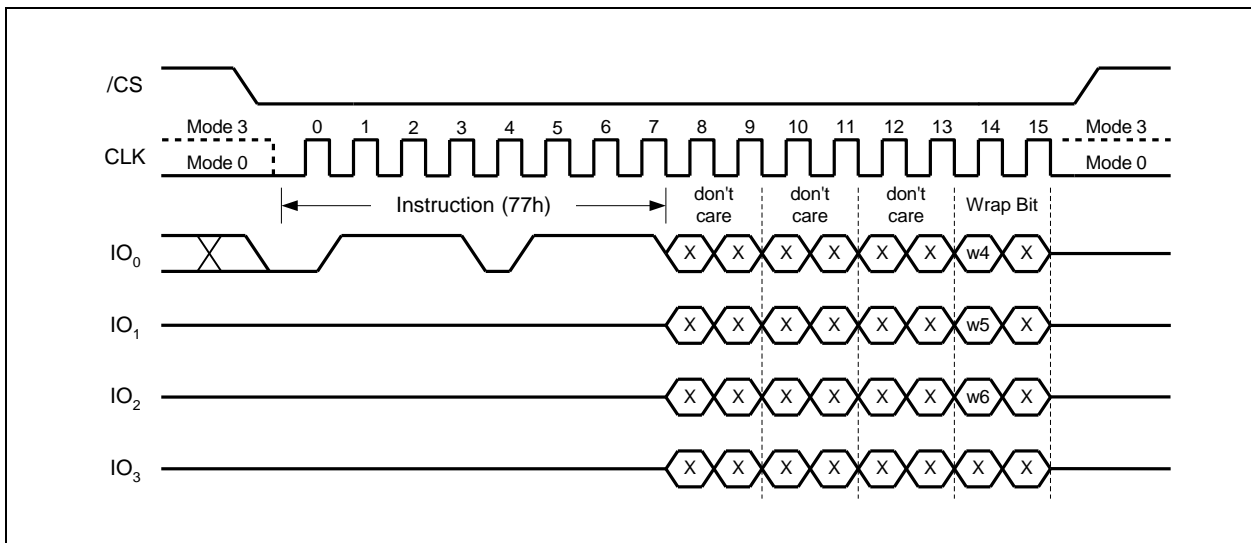 /CS
Mode 3 0 1 2 3 4 5 6 7 8 9 10 11 12 13 14 15 Mode 3
CLK Mode 0 Mode 0
Instruction (77h) don't care don't care don't care Wrap Bit
IO0 X X X X X X w4 X
IO1 X X X X X X w5 X
IO2 X X X X X X w6 X
IO3 X X X X X X X X